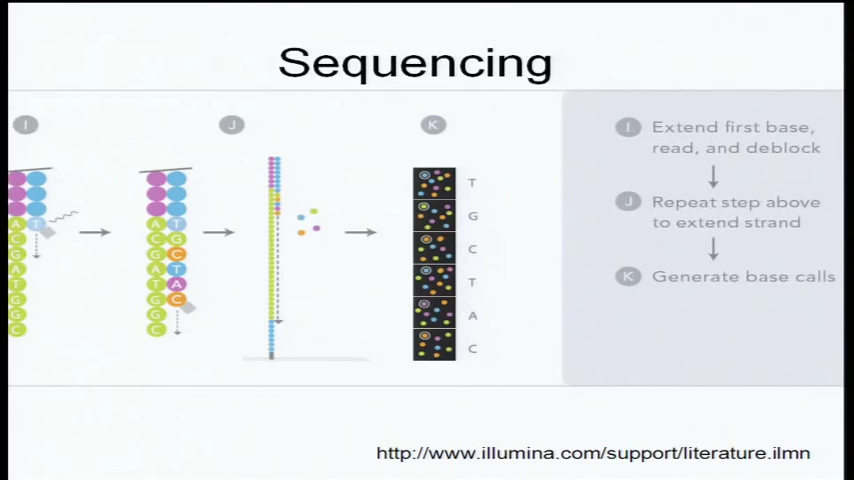 Sequencing
I
J
K
A T
C
G
A
T
G
G
C
A T
C G
G C
A T
T A
G C
G
C
T
G
C
T
A
C
I Extend first base,
read, and deblock
J Repeat step above
to extend strand
K Generate base calls
http://www.illumina.com/support/literature.ilmn